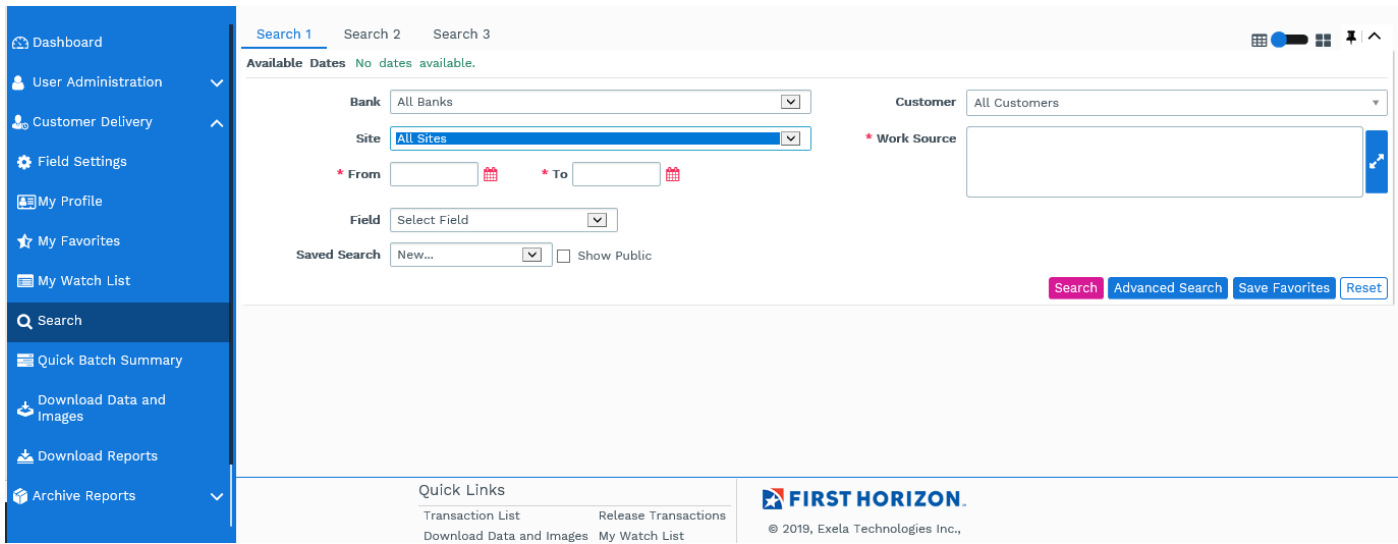 Dashboard
User Administration
Customer Delivery
Field Settings
My Profile
My Favorites
My Watch List
Search
Quick Batch Summary
Download Data and
Images
Download Reports
Archive Reports
Search 1 Search 2 Search 3
Available Dates No dates available.
Bank All Banks Customer All Customers
Site All Sites * Work Source
* From * To
Field Select Field
Saved Search New... Show Public
Search Advanced Search Save Favorites Reset
Quick Links
Transaction List Release Transactions
Download Data and Images My Watch List
FIRST HORIZON™
© 2019, Exela Technologies Inc.,